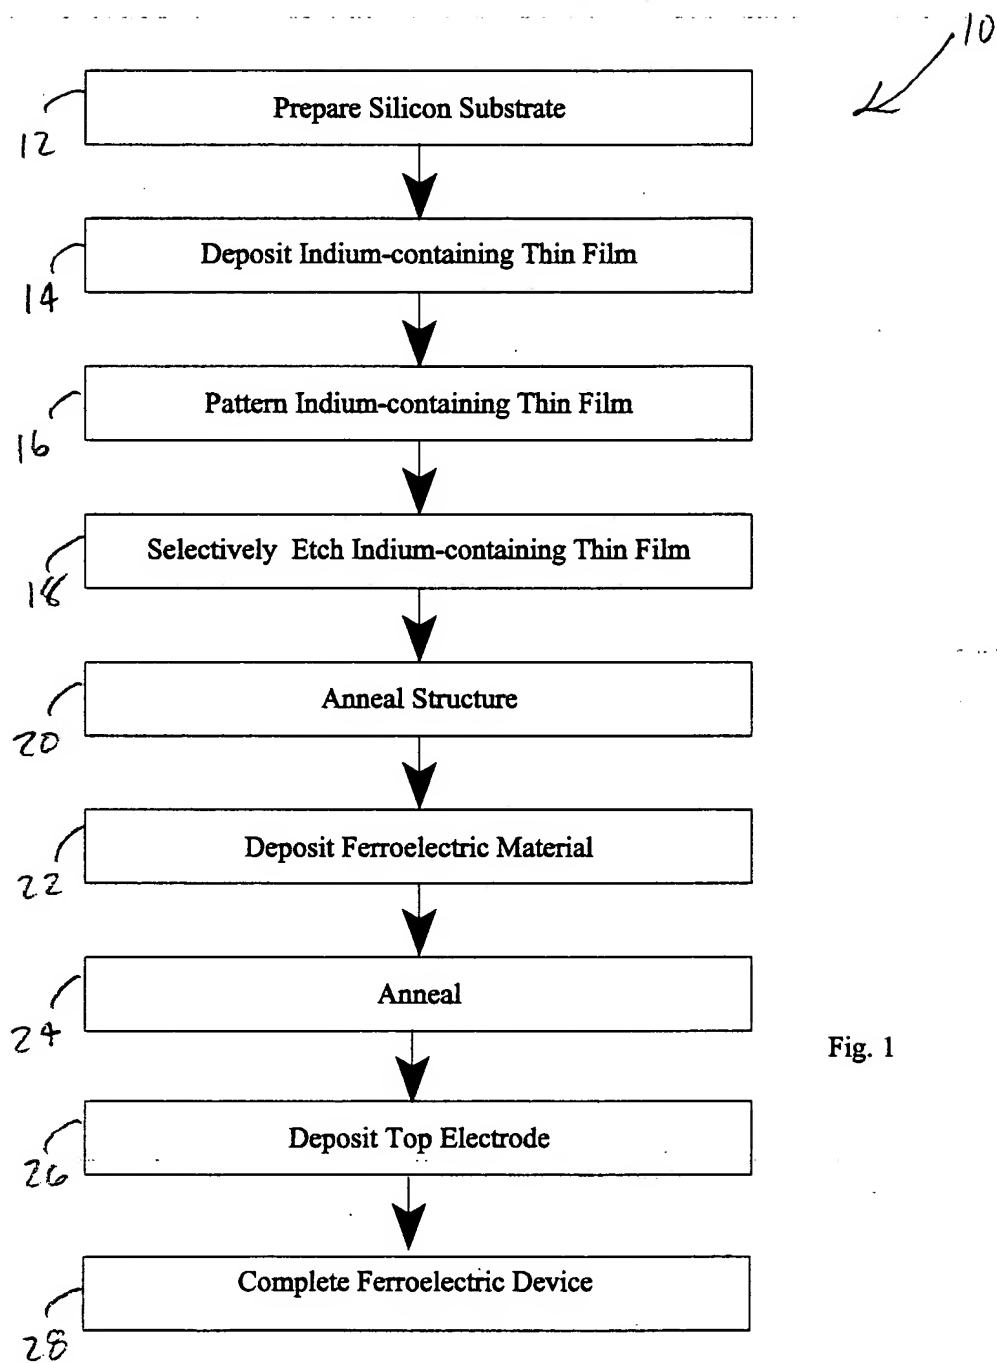 10
Prepare Silicon Substrate
12
Deposit Indium-containing Thin Film
14
Pattern Indium-containing Thin Film
16
Selectively Etch Indium-containing Thin Film
18
Anneal Structure
20
Deposit Ferroelectric Material
22
Anneal
24
Fig. 1
Deposit Top Electrode
26
Complete Ferroelectric Device
28